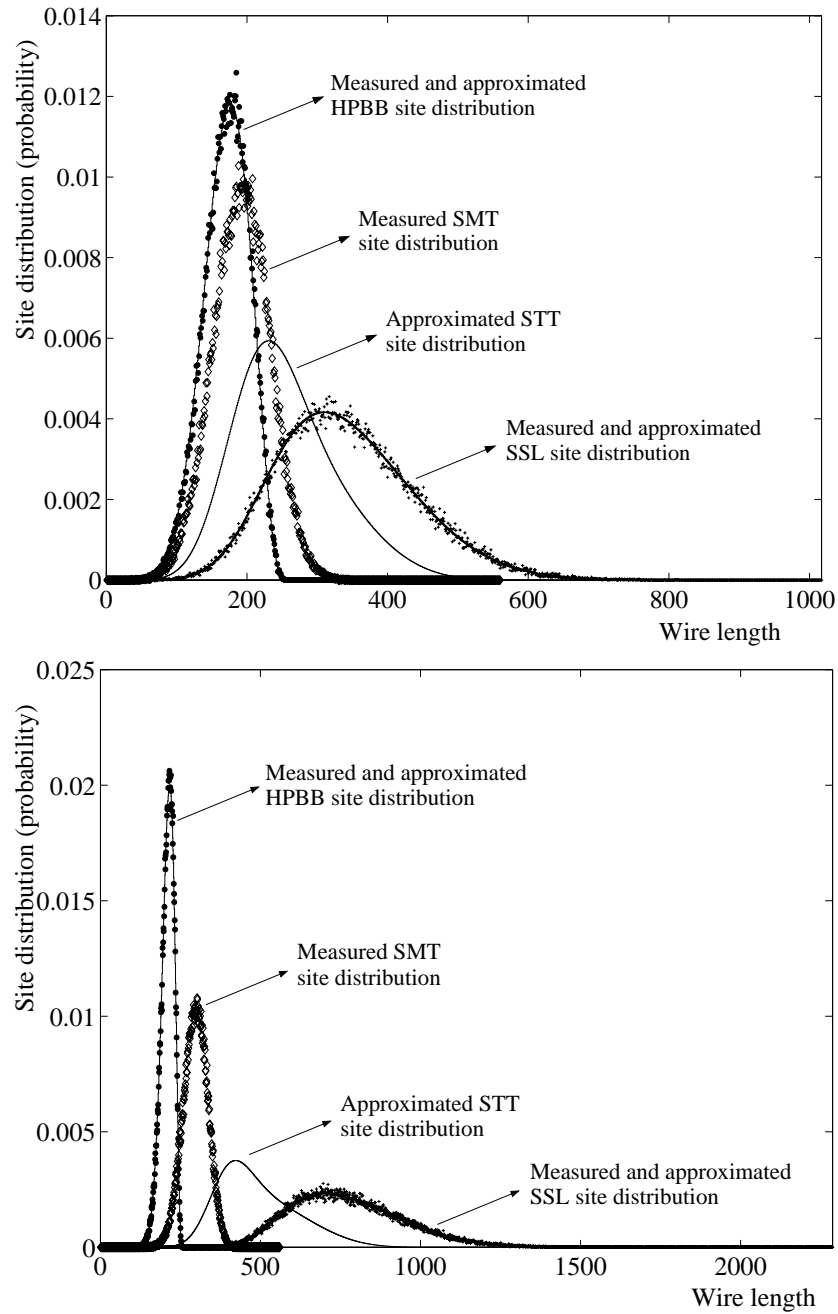 0.014
0.012
0.01
0.008
0.006
0.004
0.002
0
Site distribution (probability)
Measured and approximated
HPBB site distribution
Measured SMT
site distribution
Approximated STT
site distribution
Measured and approximated
SSL site distribution
0
200
400
600
800
1000
Wire length
0.025
0.02
0.015
0.01
0.005
0
Site distribution (probability)
Measured and approximated
HPBB site distribution
Measured SMT
site distribution
Approximated STT
site distribution
Measured and approximated
SSL site distribution
0
500
1000
1500
2000
Wire length